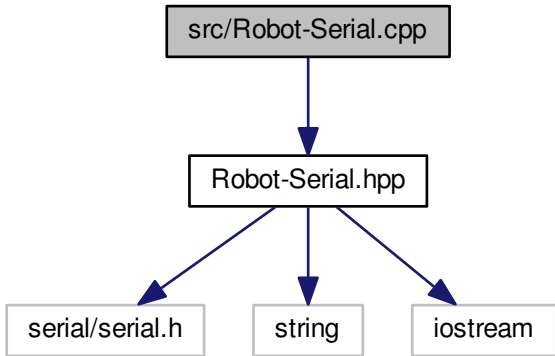 src/Robot-Serial.cpp
Robot-Serial.hpp
serial/serial.h
string
iostream